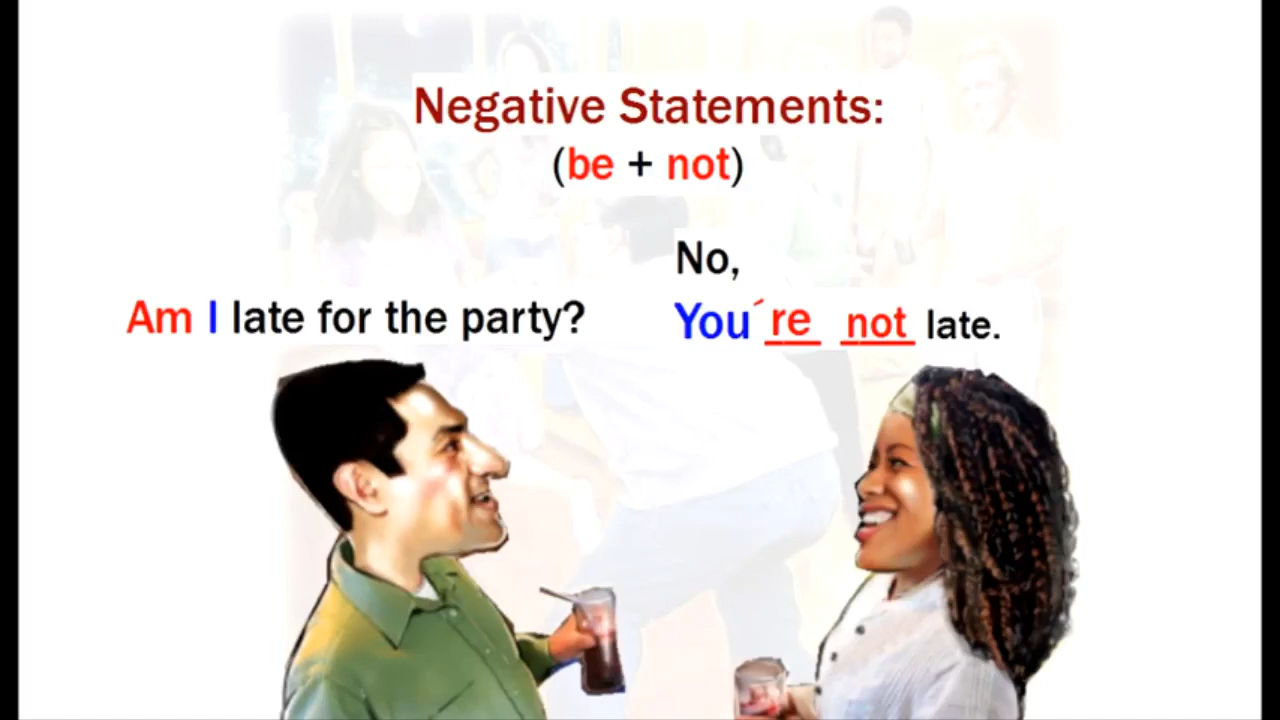 Negative Statements:
(be + not)
Am I late for the party?
No,
You´re not late.